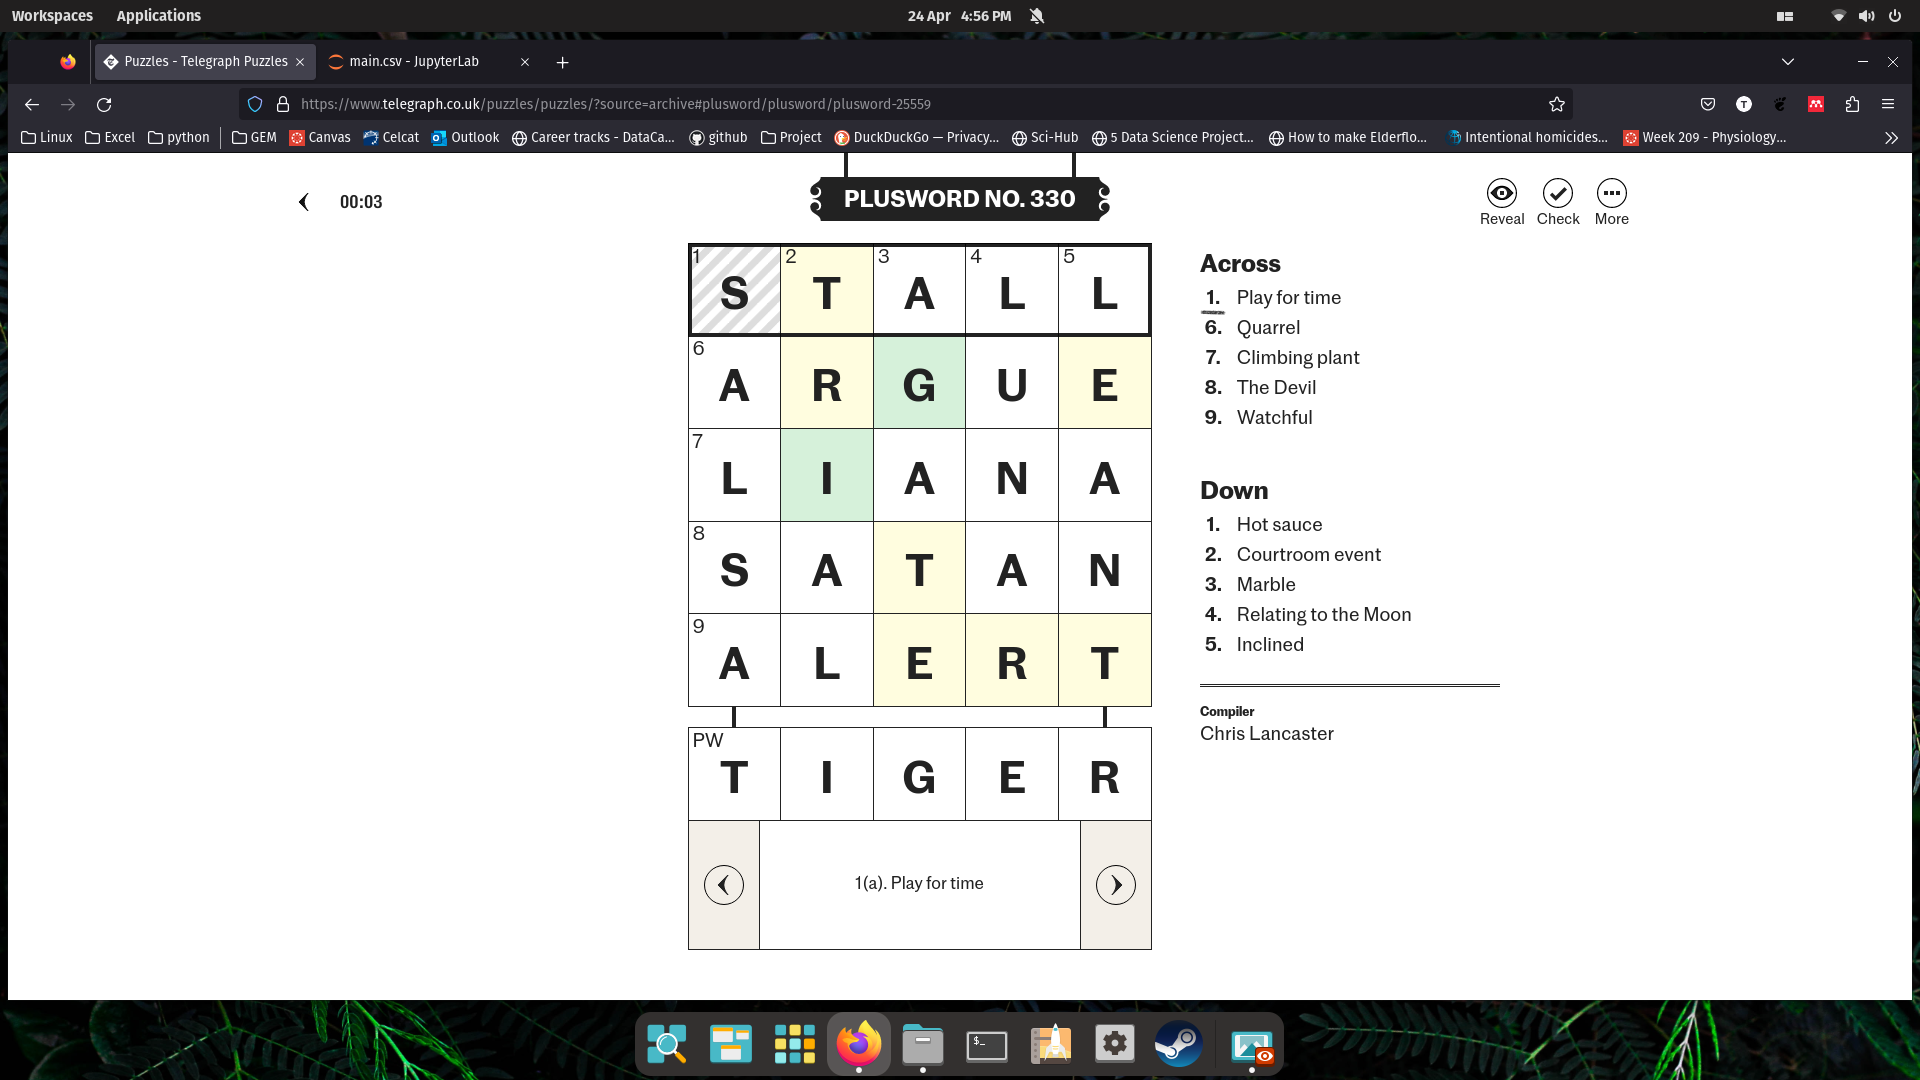 Workspaces Applications 24 Apr 4:56 PM
Puzzles - Telegraph Puzzles main.csv - JupyterLab
https://www.telegraph.co.uk/puzzles/puzzles/?source=archive#plusword/plusword/plusword-25559
Linux Excel python GEM Canvas Celcat Outlook Career tracks - DataCa... github Project DuckDuckGo — Privacy... Sci-Hub 5 Data Science Project... How to make Elderflo... Intentional homicides... Week 209 - Physiology...
00:03
PLUSWORD NO. 330
Reveal Check More
1 S 2 T 3 A 4 L 5 L
6 A R G U E
7 L I A N A
8 S A T A N
9 A L E R T
PW T I G E R
1(a). Play for time
Across
1. Play for time
6. Quarrel
7. Climbing plant
8. The Devil
9. Watchful
Down
1. Hot sauce
2. Courtroom event
3. Marble
4. Relating to the Moon
5. Inclined
Compiler
Chris Lancaster
$_